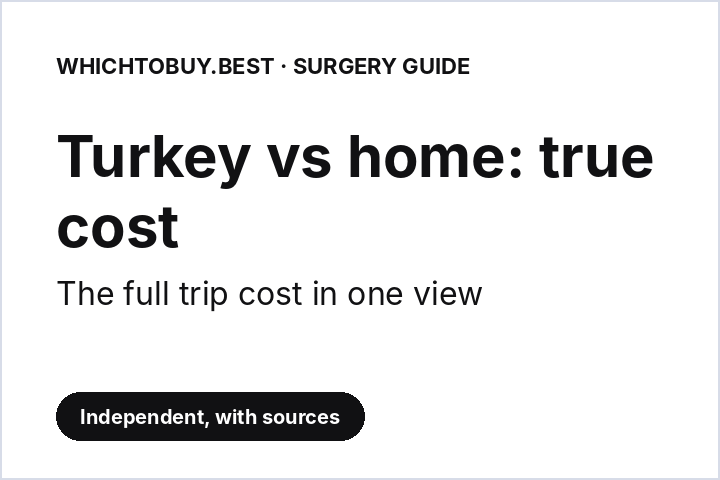 WHICHTOBUY.BEST · SURGERY GUIDE
Turkey vs home: true
cost
The full trip cost in one view
Independent, with sources